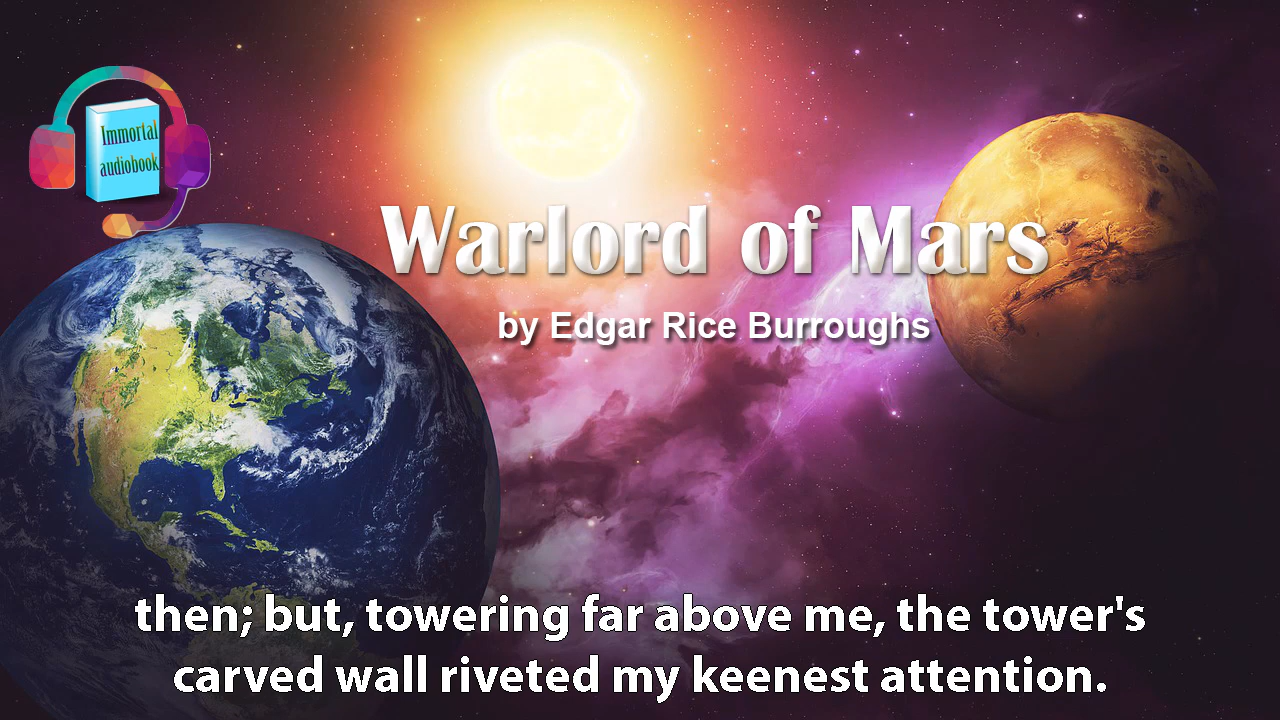 Immortal
audiobook
Warlord of Mars
by Edgar Rice Burroughs
then; but, towering far above me, the tower's
carved wall riveted my keenest attention.